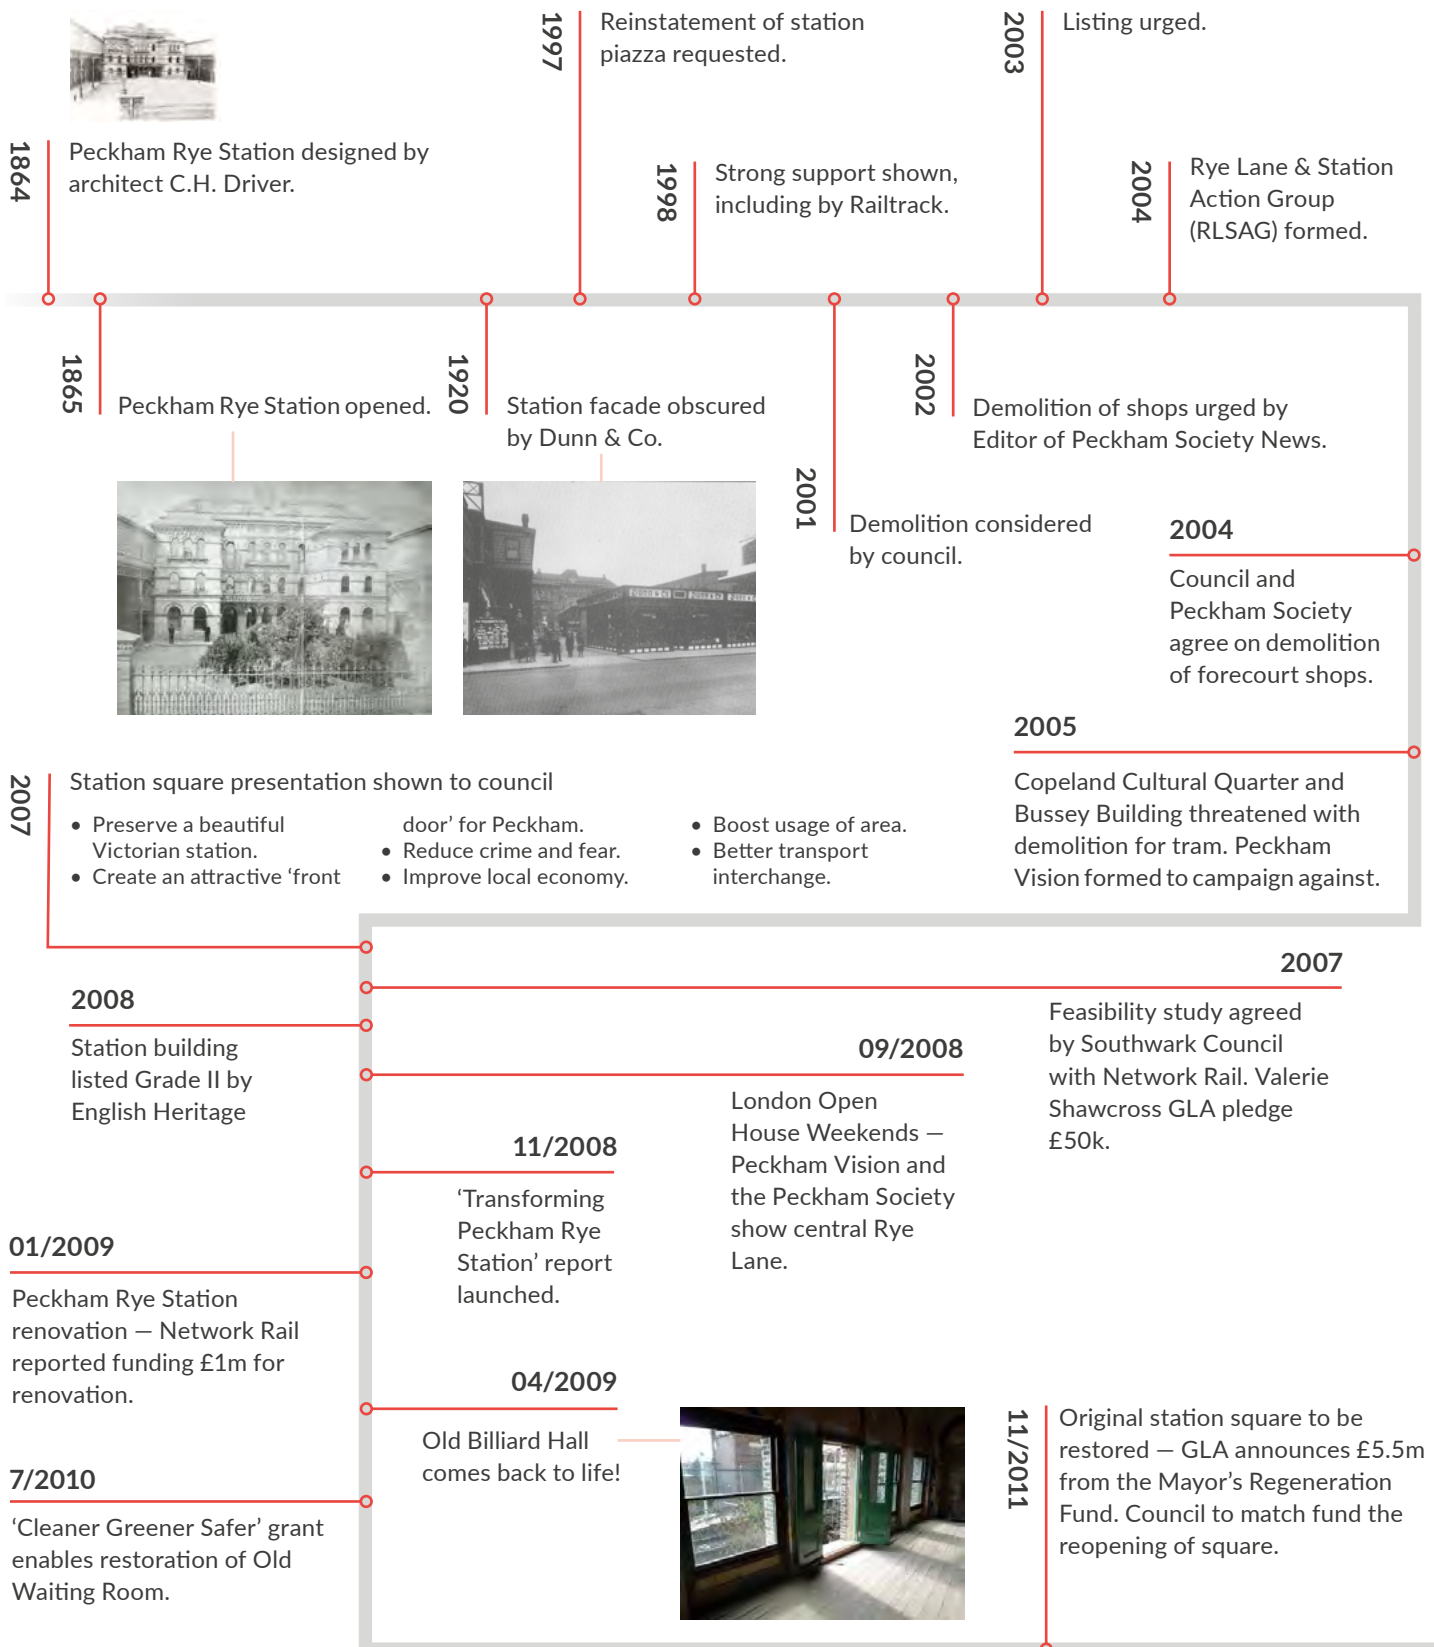 1864
Peckham Rye Station designed by
architect C.H. Driver.
1865
Peckham Rye Station opened.
1920
Station facade obscured
by Dunn & Co.
1997
Reinstatement of station
piazza requested.
1998
Strong support shown,
including by Railtrack.
2001
Demolition considered
by council.
2002
Demolition of shops urged by
Editor of Peckham Society News.
2003
Listing urged.
2004
Rye Lane & Station
Action Group
(RLSAG) formed.
2004
Council and
Peckham Society
agree on demolition
of forecourt shops.
2005
Copeland Cultural Quarter and
Bussey Building threatened with
demolition for tram. Peckham
Vision formed to campaign against.
2007
Station square presentation shown to council
• Preserve a beautiful
Victorian station.
• Create an attractive ‘front
door’ for Peckham.
• Reduce crime and fear.
• Improve local economy.
• Boost usage of area.
• Better transport
interchange.
2007
Feasibility study agreed
by Southwark Council
with Network Rail. Valerie
Shawcross GLA pledge
£50k.
2008
Station building
listed Grade II by
English Heritage
09/2008
London Open
House Weekends —
Peckham Vision and
the Peckham Society
show central Rye
Lane.
11/2008
‘Transforming
Peckham Rye
Station’ report
launched.
01/2009
Peckham Rye Station
renovation — Network Rail
reported funding £1m for
renovation.
04/2009
Old Billiard Hall
comes back to life!
7/2010
‘Cleaner Greener Safer’ grant
enables restoration of Old
Waiting Room.
11/2011
Original station square to be
restored — GLA announces £5.5m
from the Mayor’s Regeneration
Fund. Council to match fund the
reopening of square.